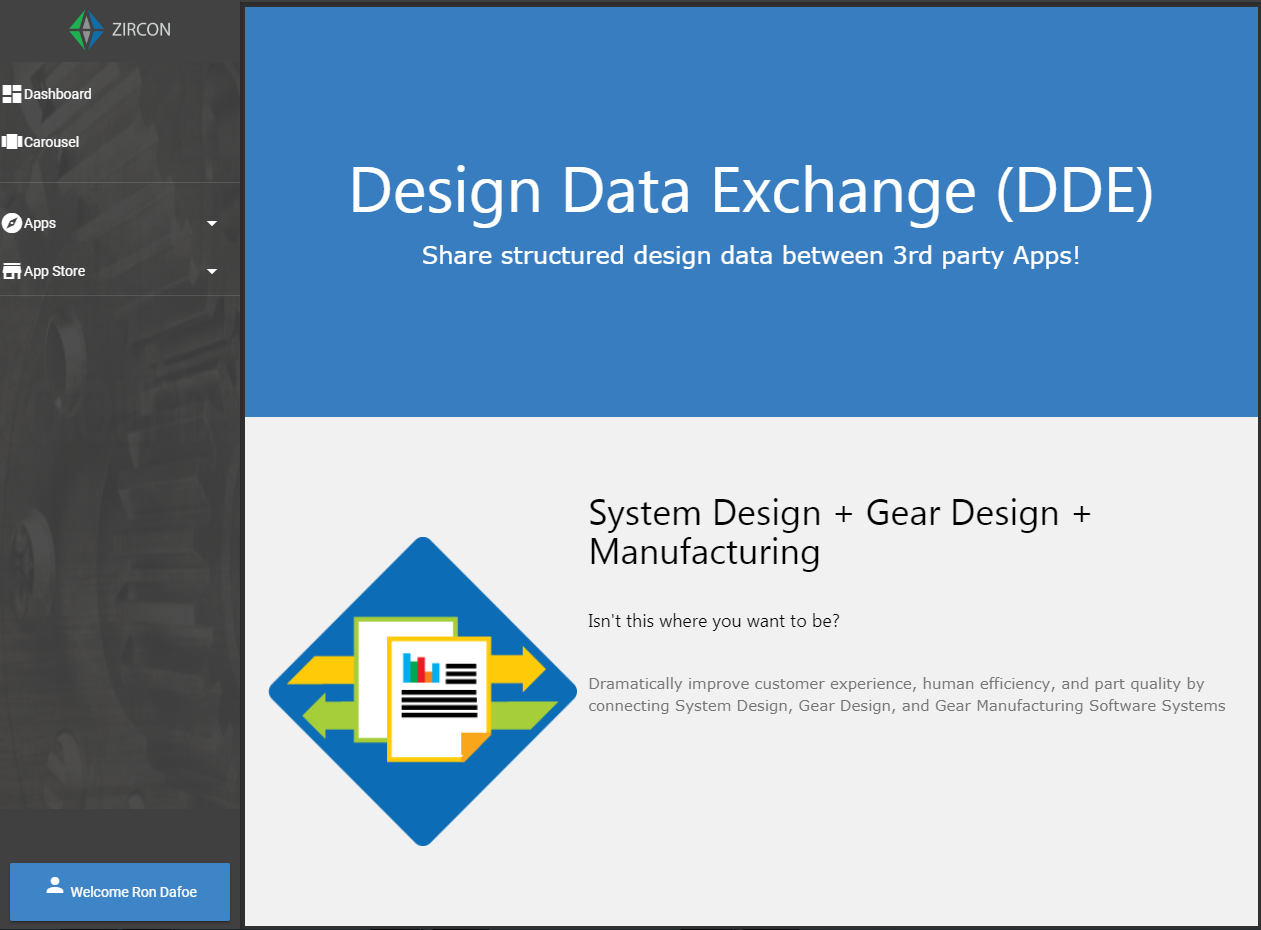 ZIRCON
Dashboard
Carousel
Apps
App Store
Welcome Ron Dafoe
Design Data Exchange (DDE)
Share structured design data between 3rd party Apps!
System Design + Gear Design +
Manufacturing
Isn't this where you want to be?
Dramatically improve customer experience, human efficiency, and part quality by
connecting System Design, Gear Design, and Gear Manufacturing Software Systems